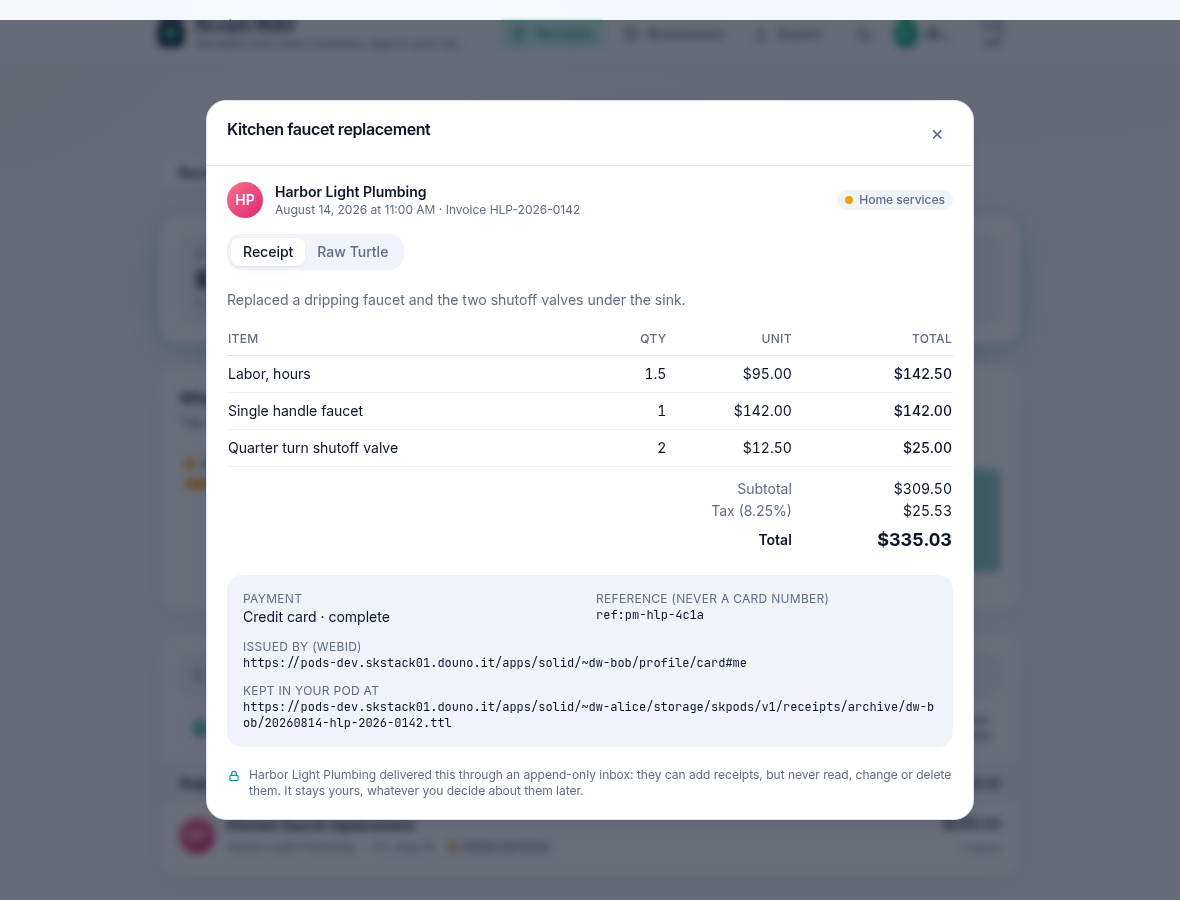 Kitchen faucet replacement
×
HP
Harbor Light Plumbing
August 14, 2026 at 11:00 AM · Invoice HLP-2026-0142
Home services
Receipt
Raw Turtle
Replaced a dripping faucet and the two shutoff valves under the sink.
ITEM QTY UNIT TOTAL
Labor, hours 1.5 $95.00 $142.50
Single handle faucet 1 $142.00 $142.00
Quarter turn shutoff valve 2 $12.50 $25.00
Subtotal $309.50
Tax (8.25%) $25.53
Total $335.03
PAYMENT
Credit card · complete
REFERENCE (NEVER A CARD NUMBER)
ref:pm-hlp-4c1a
ISSUED BY (WEBID)
https://pods-dev.skstack01.douno.it/apps/solid/~dw-bob/profile/card#me
KEPT IN YOUR POD AT
https://pods-dev.skstack01.douno.it/apps/solid/~dw-alice/storage/skpods/v1/receipts/archive/dw-b
ob/20260814-hlp-2026-0142.ttl
Harbor Light Plumbing delivered this through an append-only inbox: they can add receipts, but never read, change or delete
them. It stays yours, whatever you decide about them later.